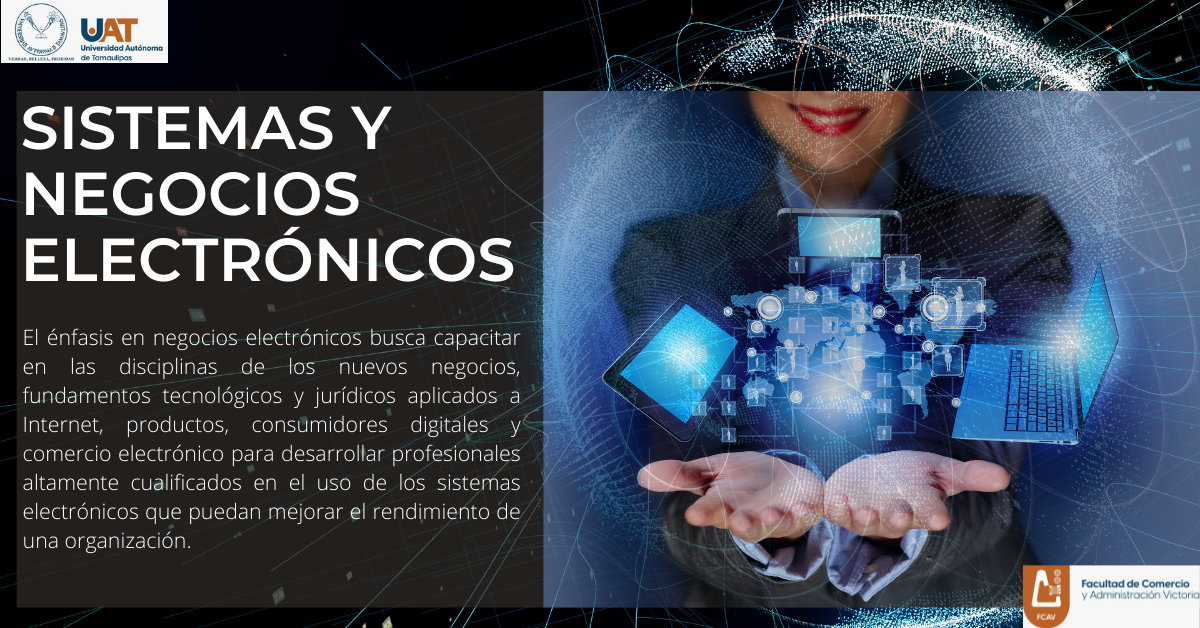 UAT
Universidad Autónoma
de Tamaulipas
VERDAD, BELLEZA, PROBIDAD
SISTEMAS Y
NEGOCIOS
ELECTRÓNICOS
El énfasis en negocios electrónicos busca capacitar
en las disciplinas de los nuevos negocios,
fundamentos tecnológicos y jurídicos aplicados a
Internet, productos, consumidores digitales y
comercio electrónico para desarrollar profesionales
altamente cualificados en el uso de los sistemas
electrónicos que puedan mejorar el rendimiento de
una organización.
Facultad de Comercio
y Administración Victoria
FCAV